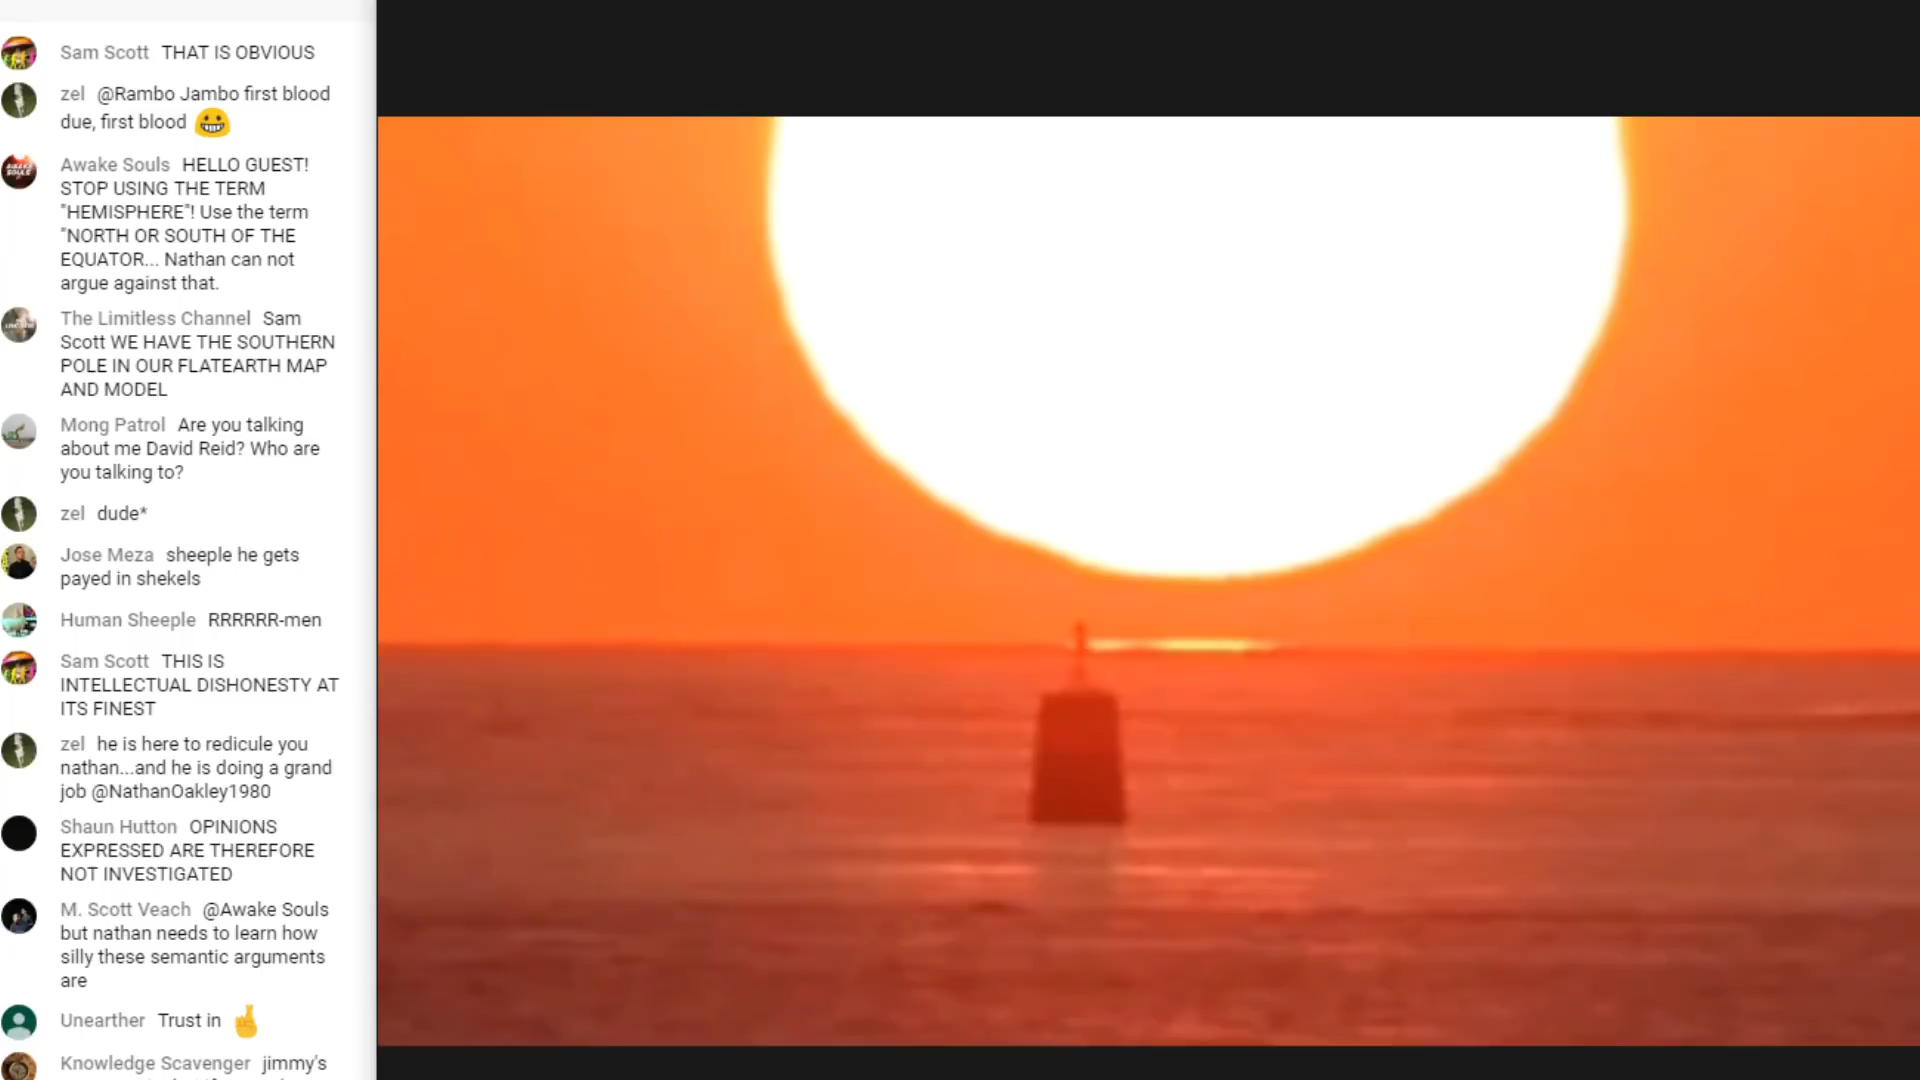 Sam Scott THAT IS OBVIOUS
zel @Rambo Jambo first blood
due, first blood
Awake Souls HELLO GUEST!
STOP USING THE TERM
"HEMISPHERE"! Use the term
"NORTH OR SOUTH OF THE
EQUATOR... Nathan can not
argue against that.
The Limitless Channel Sam
Scott WE HAVE THE SOUTHERN
POLE IN OUR FLATEARTH MAP
AND MODEL
Mong Patrol Are you talking
about me David Reid? Who are
you talking to?
zel dude*
Jose Meza sheeple he gets
payed in shekels
Human Sheeple RRRRRR-men
Sam Scott THIS IS
INTELLECTUAL DISHONESTY AT
ITS FINEST
zel he is here to redicule you
nathan...and he is doing a grand
job @NathanOakley1980
Shaun Hutton OPINIONS
EXPRESSED ARE THEREFORE
NOT INVESTIGATED
M. Scott Veach @Awake Souls
but nathan needs to learn how
silly these semantic arguments
are
Unearther Trust in
Knowledge Scavenger jimmy's